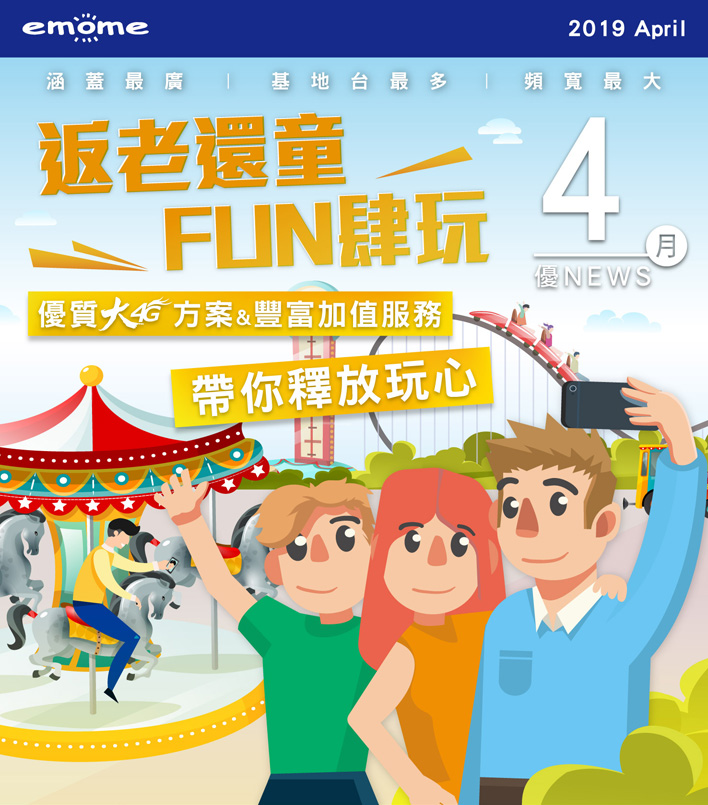 emome
2019 April
涵蓋最廣 | 基地台最多 | 頻寬最大
返老還童
FUN肆玩
4月
優NEWS
優質大4G方案&豐富加值服務
帶你釋放玩心